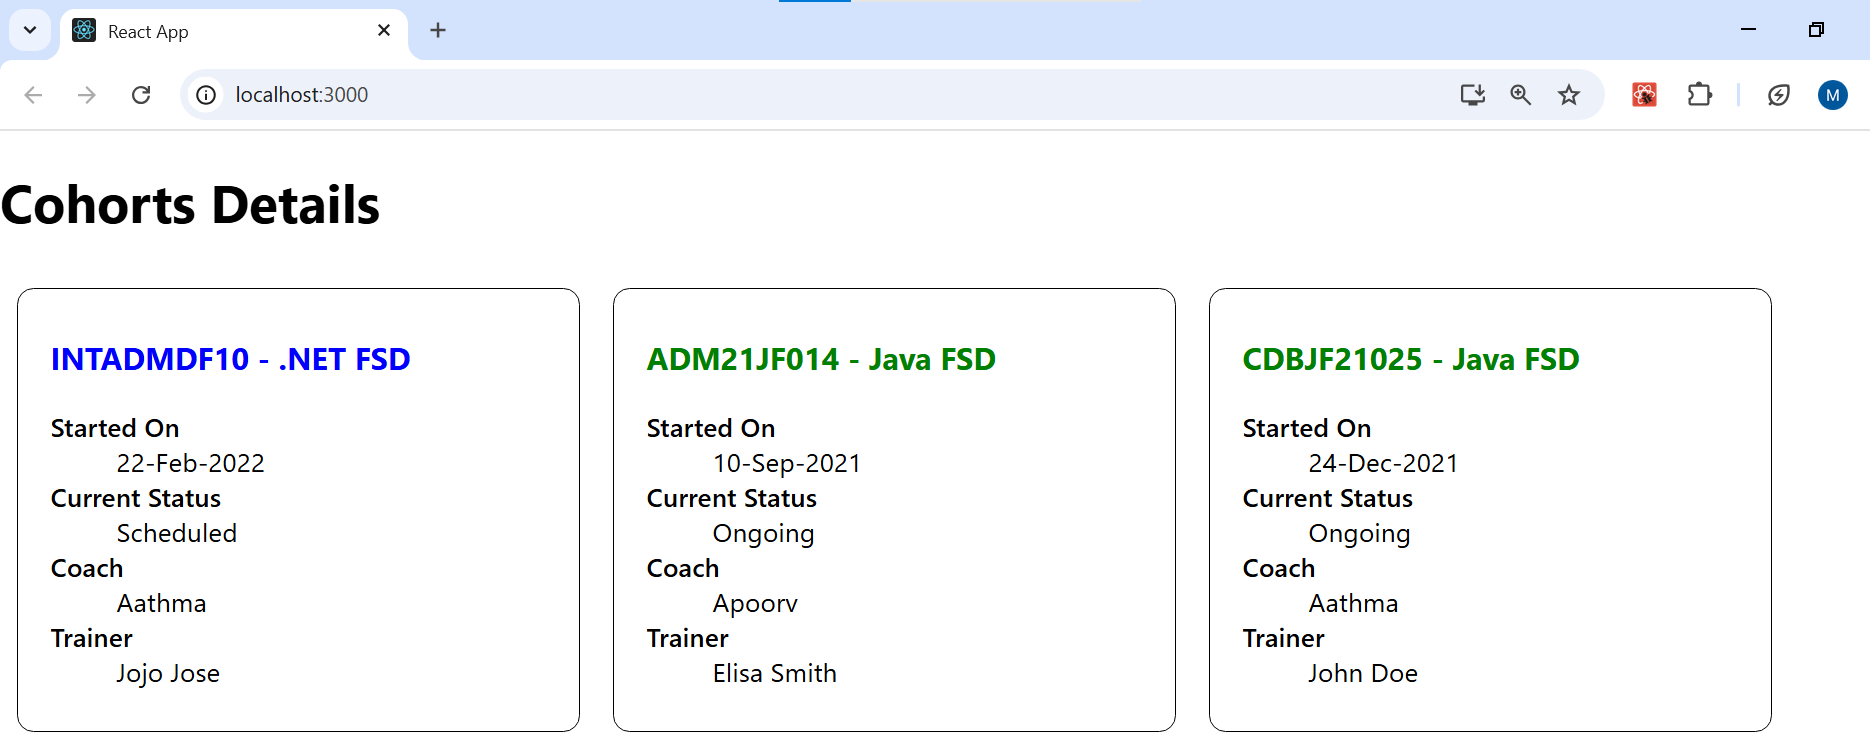 React App
localhost:3000
M
Cohorts Details
INTADMDF10 - .NET FSD
Started On
22-Feb-2022
Current Status
Scheduled
Coach
Aathma
Trainer
Jojo Jose
ADM21JF014 - Java FSD
Started On
10-Sep-2021
Current Status
Ongoing
Coach
Apoorv
Trainer
Elisa Smith
CDBJF21025 - Java FSD
Started On
24-Dec-2021
Current Status
Ongoing
Coach
Aathma
Trainer
John Doe